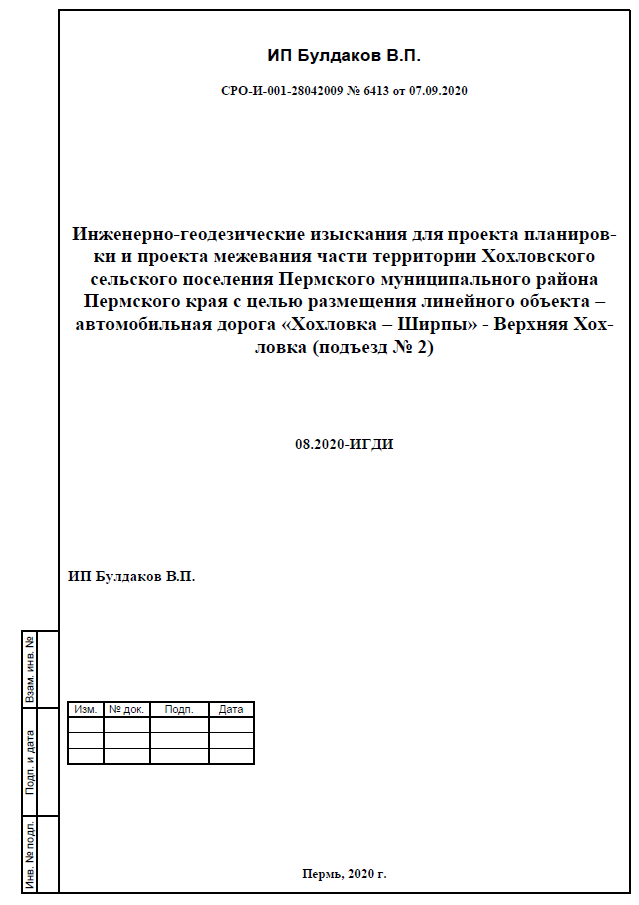 ИП Булдаков В.П.
СРО-И-001-28042009 № 6413 от 07.09.2020
Инженерно-геодезические изыскания для проекта планиров-
ки и проекта межевания части территории Хохловского
сельского поселения Пермского муниципального района
Пермского края с целью размещения линейного объекта –
автомобильная дорога «Хохловка – Ширпы» - Верхняя Хох-
ловка (подъезд № 2)
08.2020-ИГДИ
ИП Булдаков В.П.
Взам. инв. №
Подп. и дата
Инв. № подл.
Изм. № док. Подп. Дата
Пермь, 2020 г.